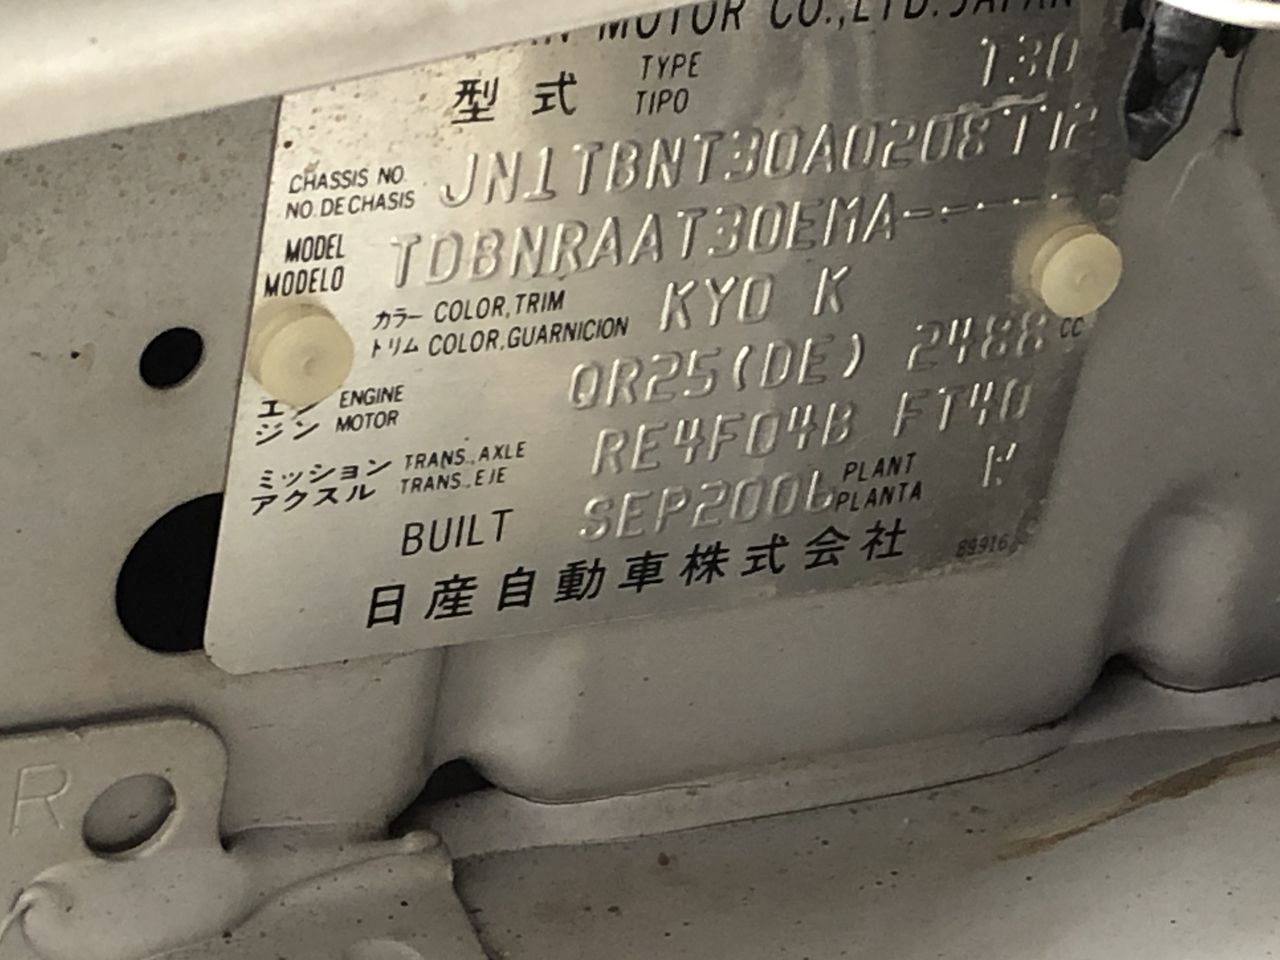 MOTOR CO.,LTD. JAPAN
型式 TYPE TIPO T30
CHASSIS NO. NO. DE CHASIS JN1TBNT30A0208712
MODEL MODELO TDBNRAAT30EMA------
カラー COLOR, TRIM
トリム COLOR, GUARNICION KY0 K
エンジン ENGINE MOTOR QR25(DE) 2488 CC
ミッション TRANS., AXLE
アクスル TRANS., EJE RE4F04B FT40
BUILT SEP2006 PLANT PLANTA K
日産自動車株式会社
89916
R